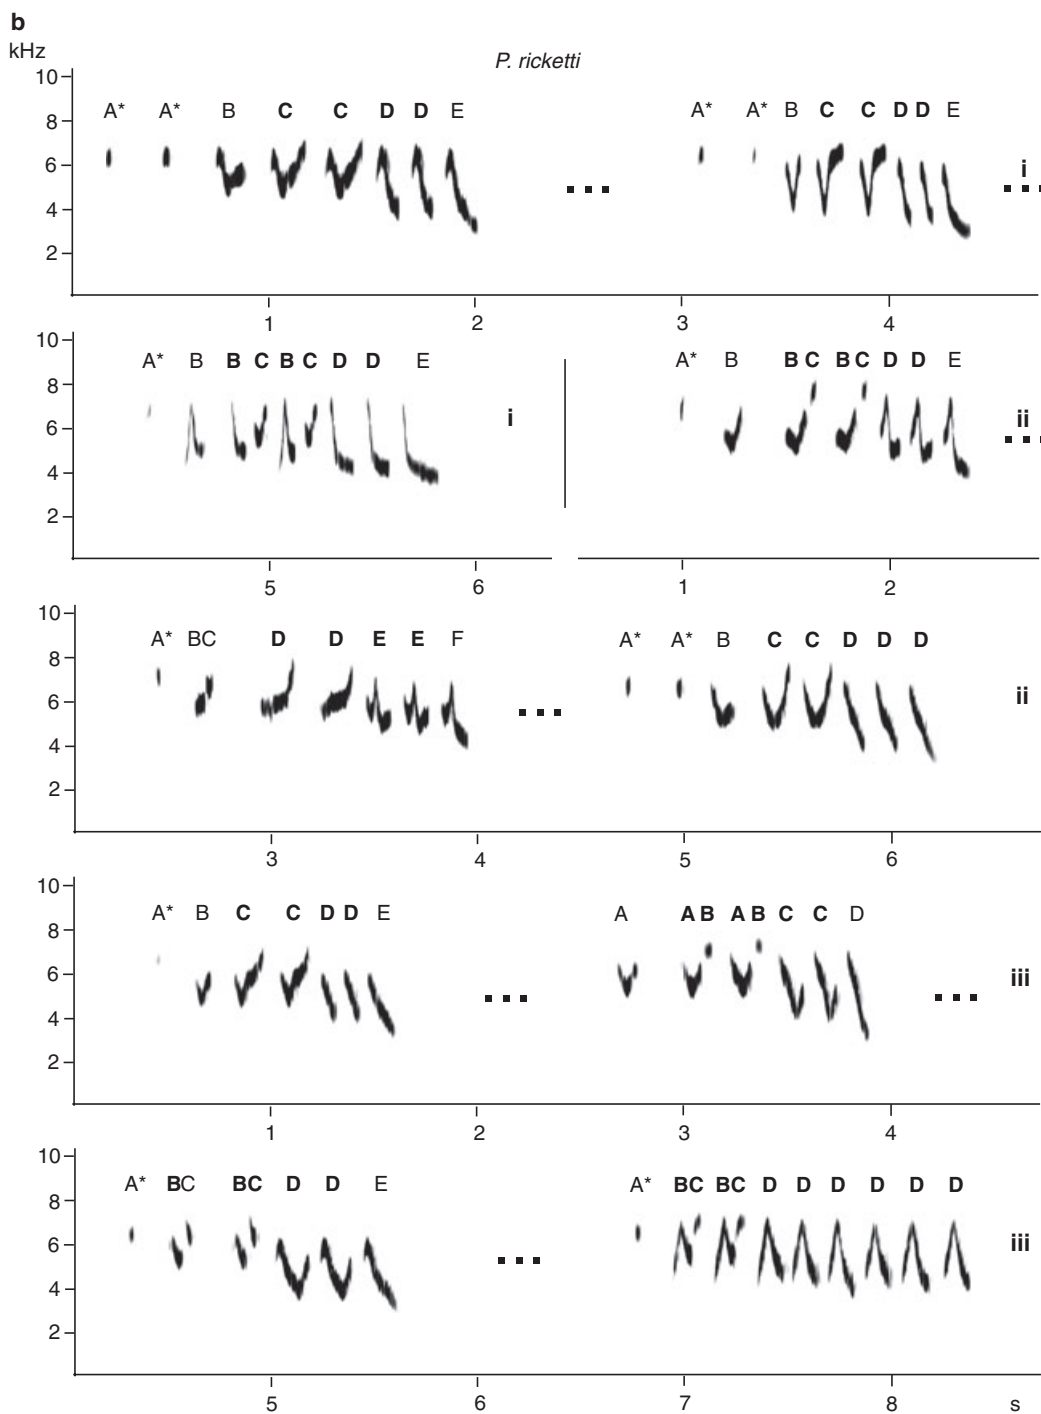 b
kHz
P. ricketti
10
A* A* B C C D D E A* A* B C C D D E
8
6
i
4
2
1 2 3 4
10
A* B B C B C D D E A* B B C B C D D E
8
6
i ii
4
2
5 6 1 2
10
A* BC D D E E F A* A* B C C D D D
8
6
ii
4
2
3 4 5 6
10
A* B C C D D E A A B A B C C D
8
6
iii
4
2
1 2 3 4
10
A* BC BC D D E A* BC BC D D D D D D
8
6
iii
4
2
5 6 7 8 s